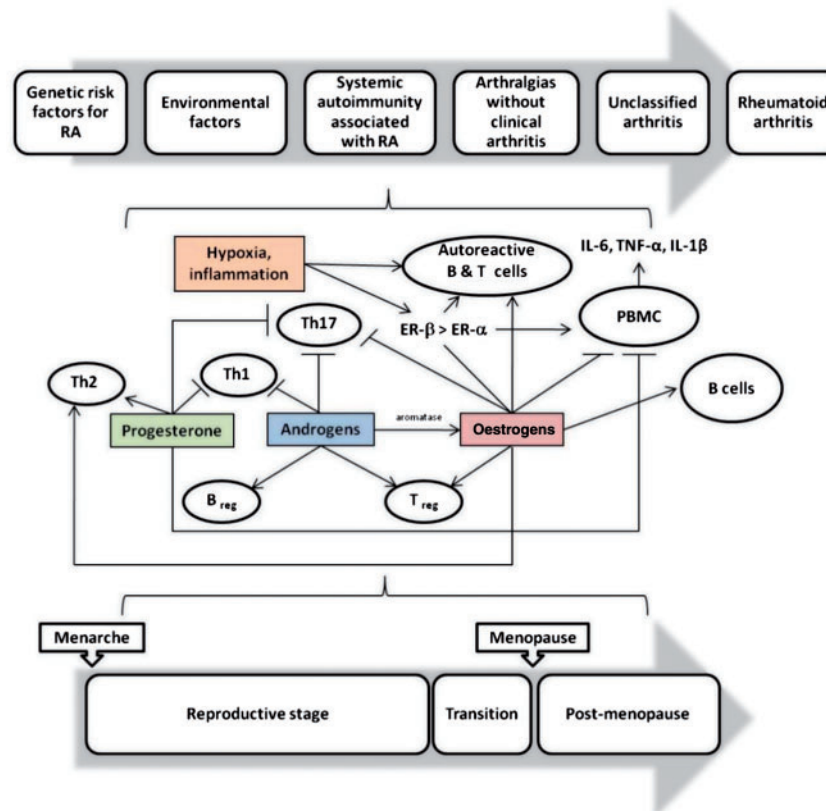 Genetic risk
factors for
RA
Environmental
factors
Systemic
autoimmunity
associated
with RA
Arthralgias
without
clinical
arthritis
Unclassified
arthritis
Rheumatoid
arthritis
Hypoxia,
inflammation
Autoreactive
B & T cells
IL-6, TNF-α, IL-1β
Th17
ER-β > ER-α
PBMC
Th2
Th1
B cells
Progesterone
Androgens
aromatase
Oestrogens
B reg
T reg
Menarche
Menopause
Reproductive stage
Transition
Post-menopause